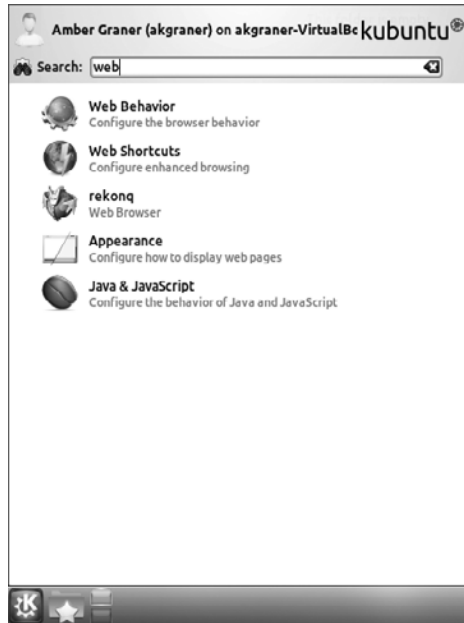 Amber Graner (akgraner) on akgraner-VirtualBc kubuntu
Search: web
Web Behavior
Configure the browser behavior
Web Shortcuts
Configure enhanced browsing
rekonq
Web Browser
Appearance
Configure how to display web pages
Java & JavaScript
Configure the behavior of Java and JavaScript
K